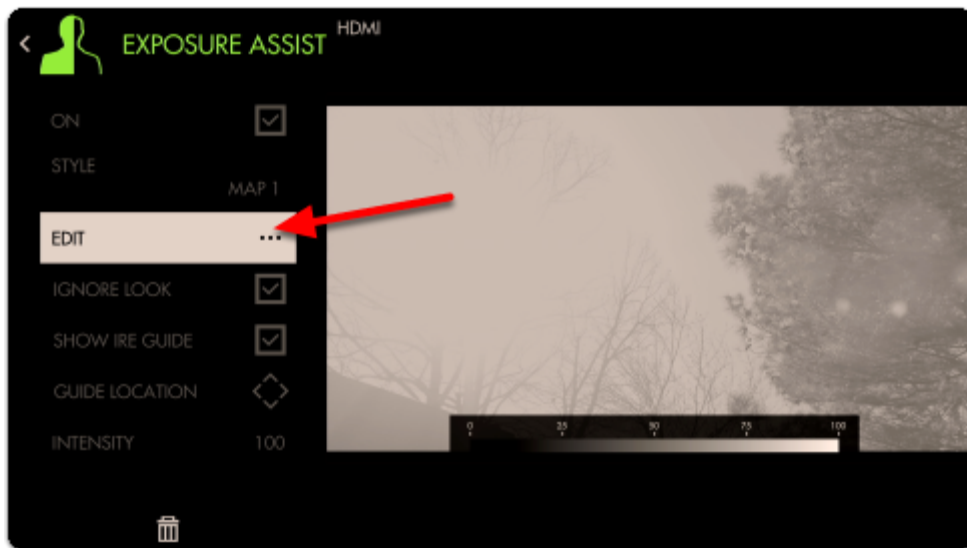 EXPOSURE ASSIST
HDMI
ON
STYLE
MAP 1
EDIT ...
IGNORE LOOK
SHOW IRE GUIDE
GUIDE LOCATION
INTENSITY 100
0 25 50 75 100